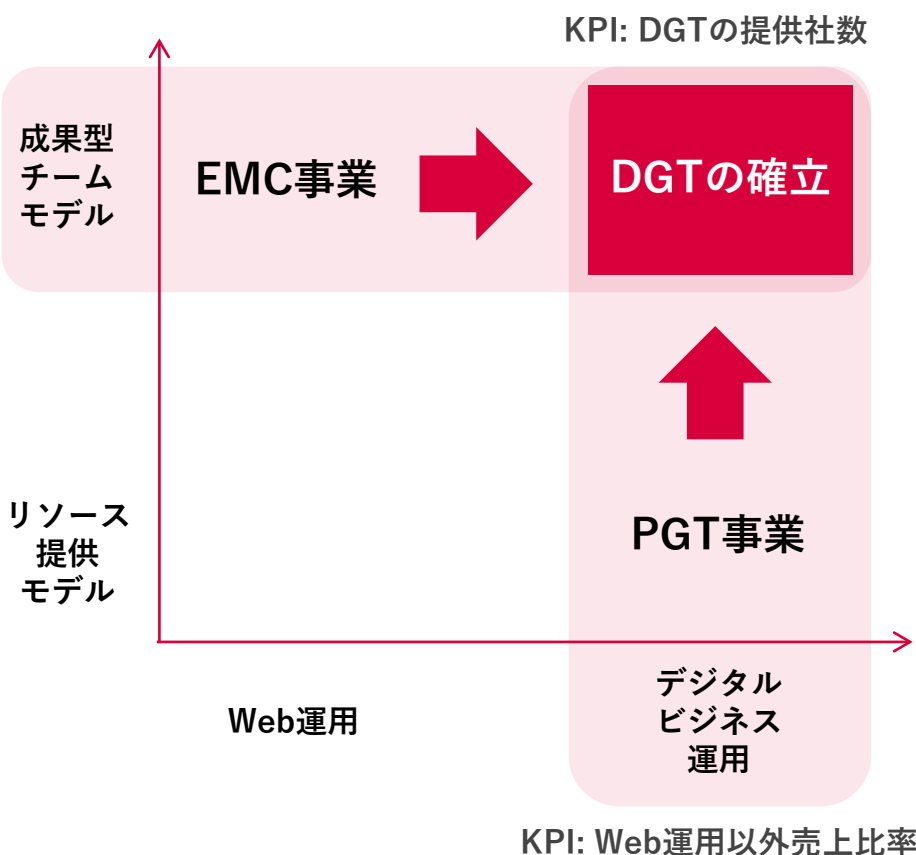 KPI: DGTの提供社数
成果型
チーム
モデル
EMC事業
DGTの確立
リソース
提供
モデル
PGT事業
Web運用
デジタル
ビジネス
運用
KPI: Web運用以外売上比率